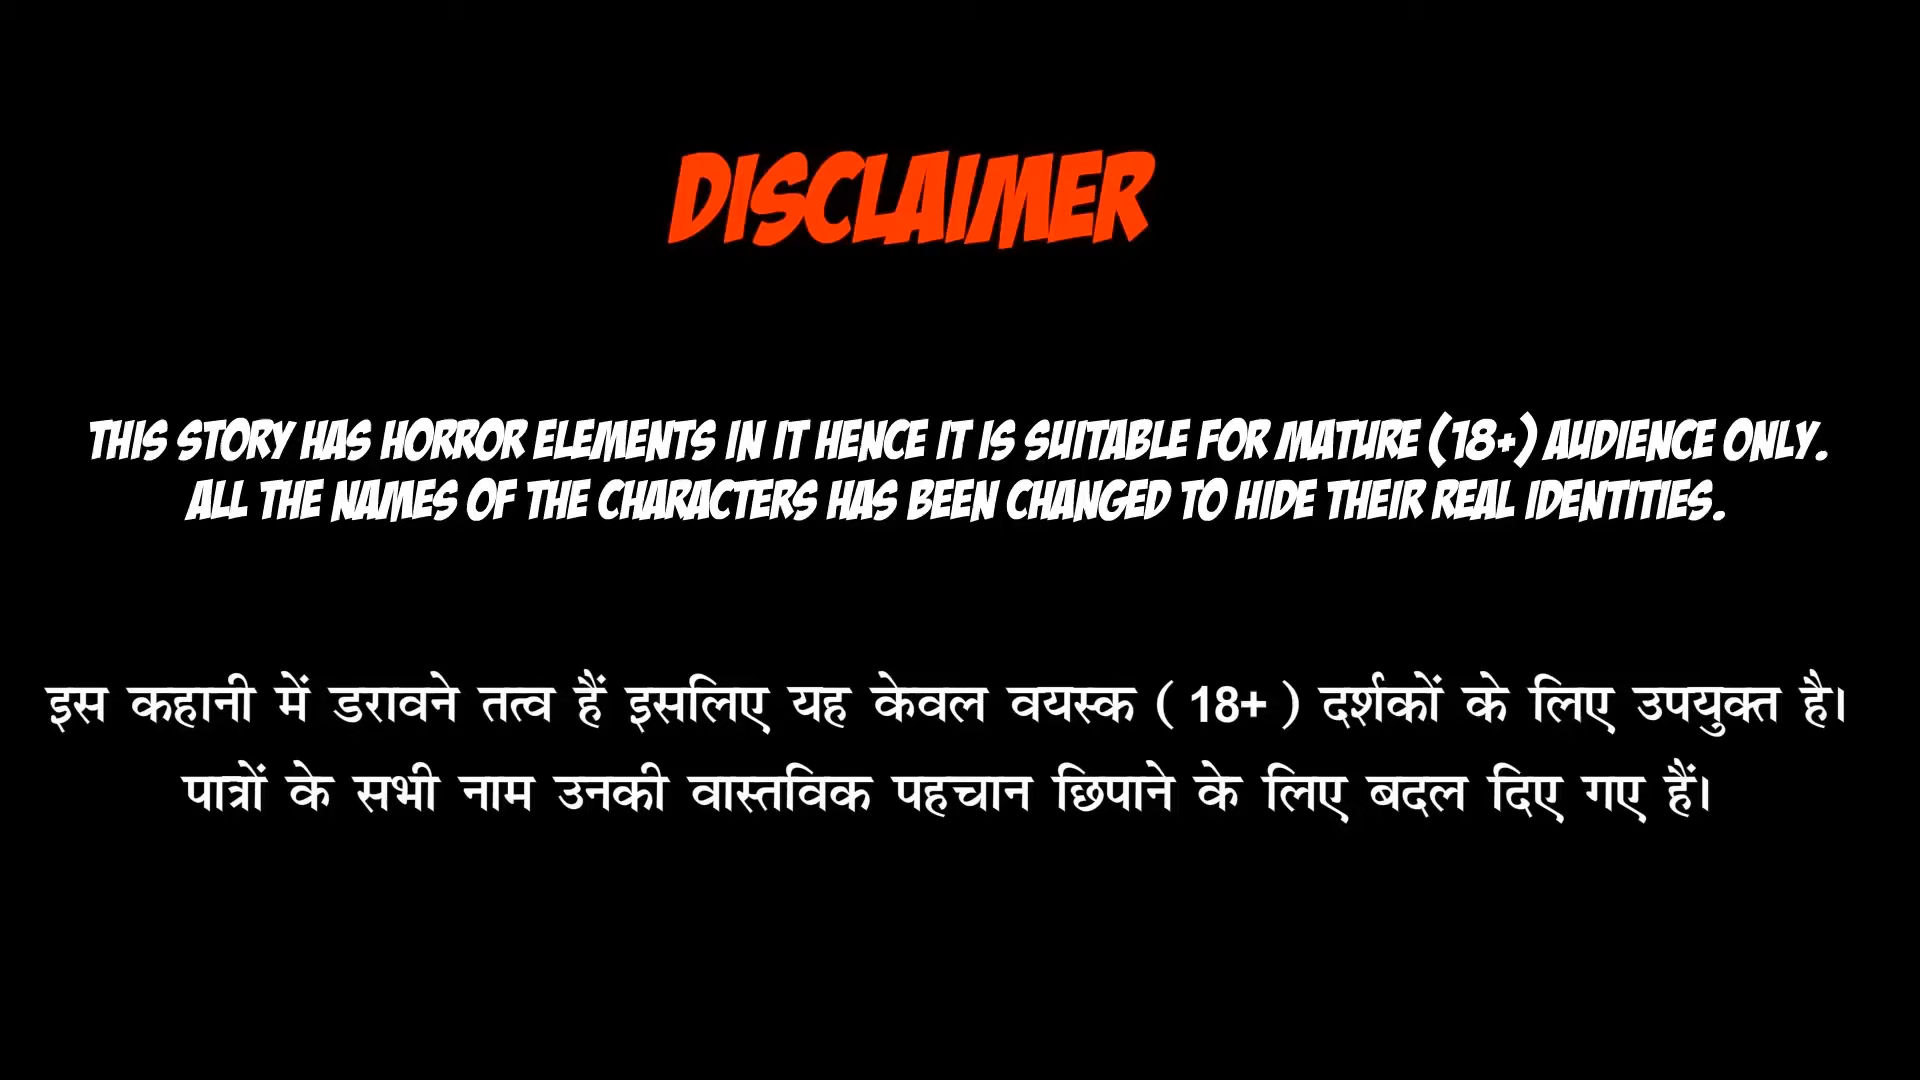 DISCLAIMER
THIS STORY HAS HORROR ELEMENTS IN IT HENCE IT IS SUITABLE FOR MATURE (18+) AUDIENCE ONLY.
ALL THE NAMES OF THE CHARACTERS HAS BEEN CHANGED TO HIDE THEIR REAL IDENTITIES.
इस कहानी में डरावने तत्व हैं इसलिए यह केवल वयस्क ( 18+ ) दर्शकों के लिए उपयुक्त है।
पात्रों के सभी नाम उनकी वास्तविक पहचान छिपाने के लिए बदल दिए गए हैं।